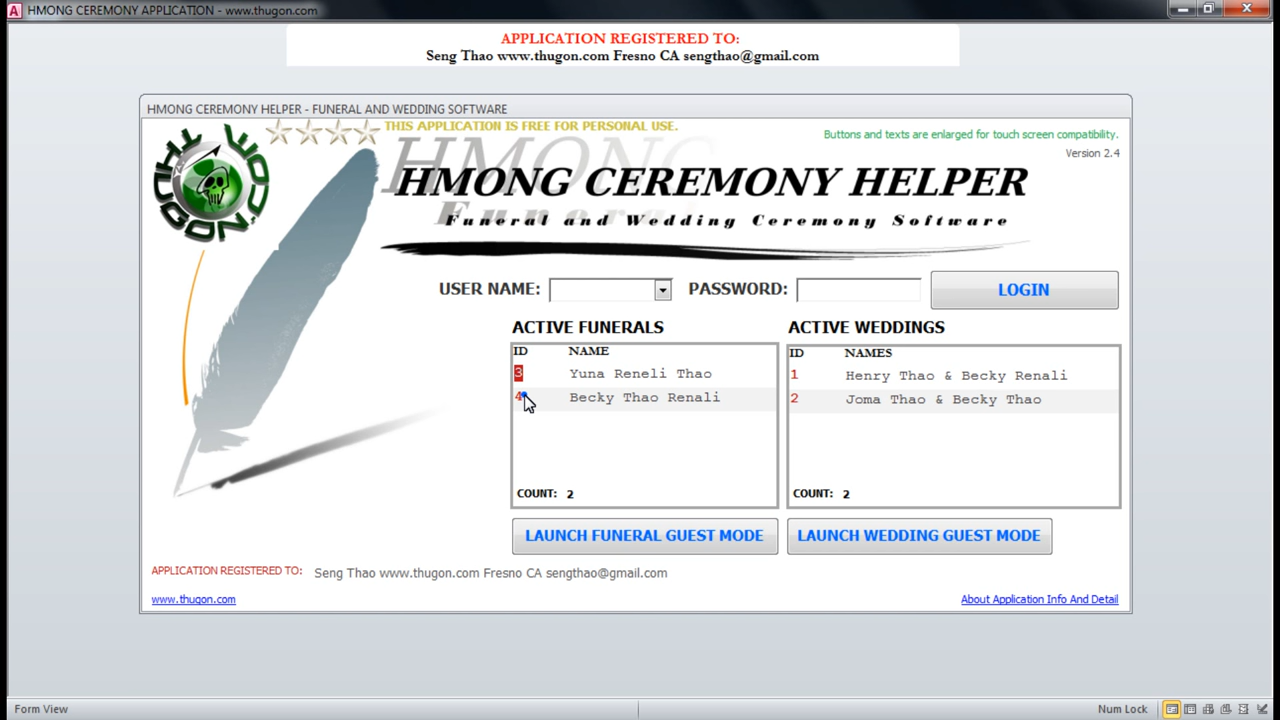 HMONG CEREMONY APPLICATION - www.thugon.com
APPLICATION REGISTERED TO:
Seng Thao www.thugon.com Fresno CA sengthao@gmail.com
HMONG CEREMONY HELPER - FUNERAL AND WEDDING SOFTWARE
THIS APPLICATION IS FREE FOR PERSONAL USE.
Buttons and texts are enlarged for touch screen compatibility.
Version 2.4
THUGON.COM
HMONG
HMONG CEREMONY HELPER
Funeral
Funeral and Wedding Ceremony Software
USER NAME: PASSWORD: LOGIN
ACTIVE FUNERALS
ID NAME
3 Yuna Reneli Thao
4 Becky Thao Renali
COUNT: 2
ACTIVE WEDDINGS
ID NAMES
1 Henry Thao & Becky Renali
2 Joma Thao & Becky Thao
COUNT: 2
LAUNCH FUNERAL GUEST MODE LAUNCH WEDDING GUEST MODE
APPLICATION REGISTERED TO: Seng Thao www.thugon.com Fresno CA sengthao@gmail.com
www.thugon.com About Application Info And Detail
Form View Num Lock